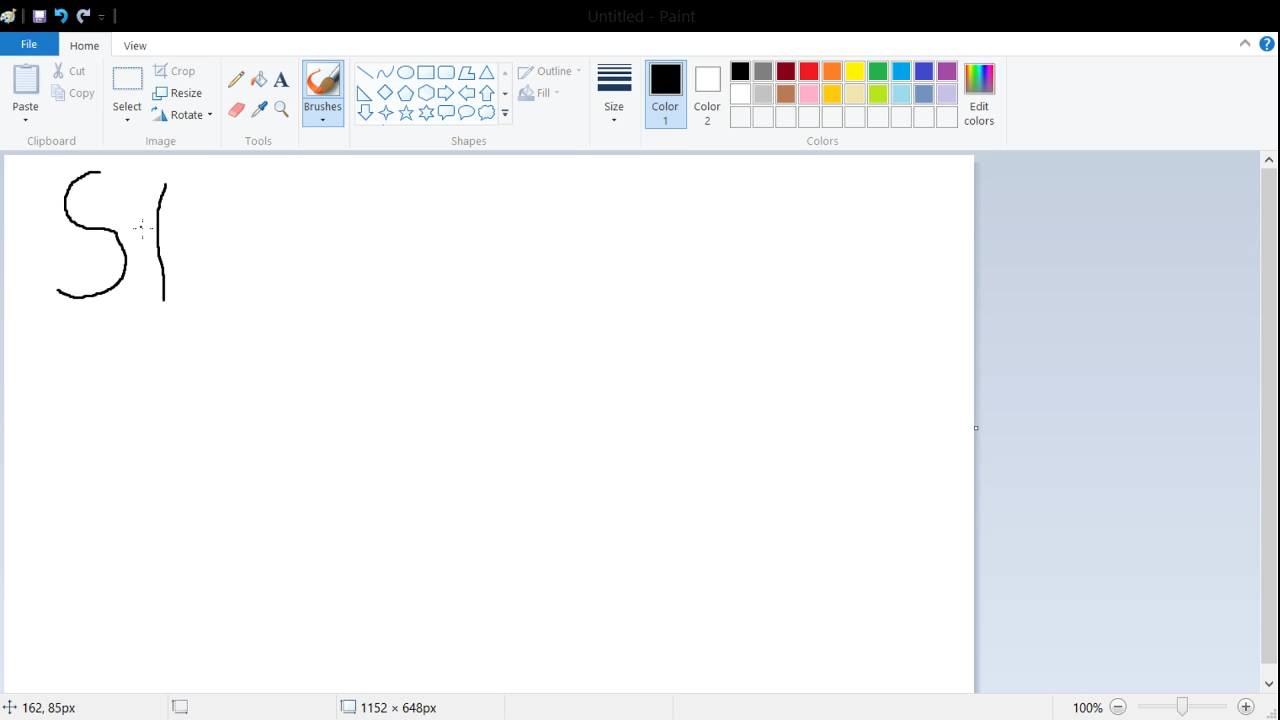 Untitled - Paint
File Home View
Paste
Cut
Copy
Clipboard
Select
Crop
Resize
Rotate
Image
A
Tools
Brushes
Outline
Fill
Shapes
Size
Color 1
Color 2
Edit colors
Colors
S
162, 85px
1152 × 648px
100%